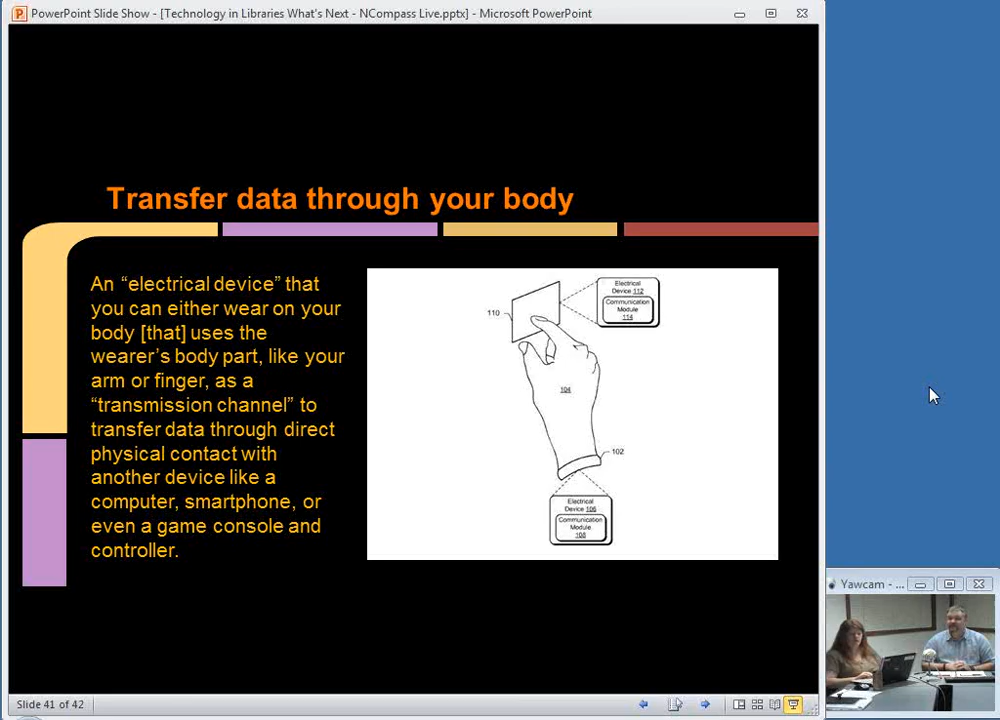 PowerPoint Slide Show - [Technology in Libraries What's Next - NCompass Live.pptx] - Microsoft PowerPoint
Transfer data through your body
An “electrical device” that
you can either wear on your
body [that] uses the
wearer’s body part, like your
arm or finger, as a
“transmission channel” to
transfer data through direct
physical contact with
another device like a
computer, smartphone, or
even a game console and
controller.
110
Electrical
Device 112
Communication
Module
114
104
102
Electrical
Device 106
Communication
Module
108
Yawcam - ...
Slide 41 of 42